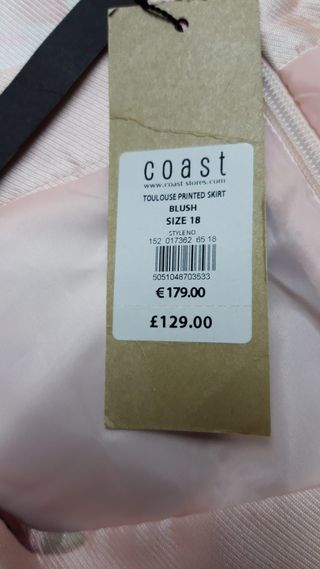 coast
www.coast-stores.com
TOULOUSE PRINTED SKIRT
BLUSH
SIZE 18
STYLE NO
152 017362 65 18
5051048703533
€179.00
£129.00